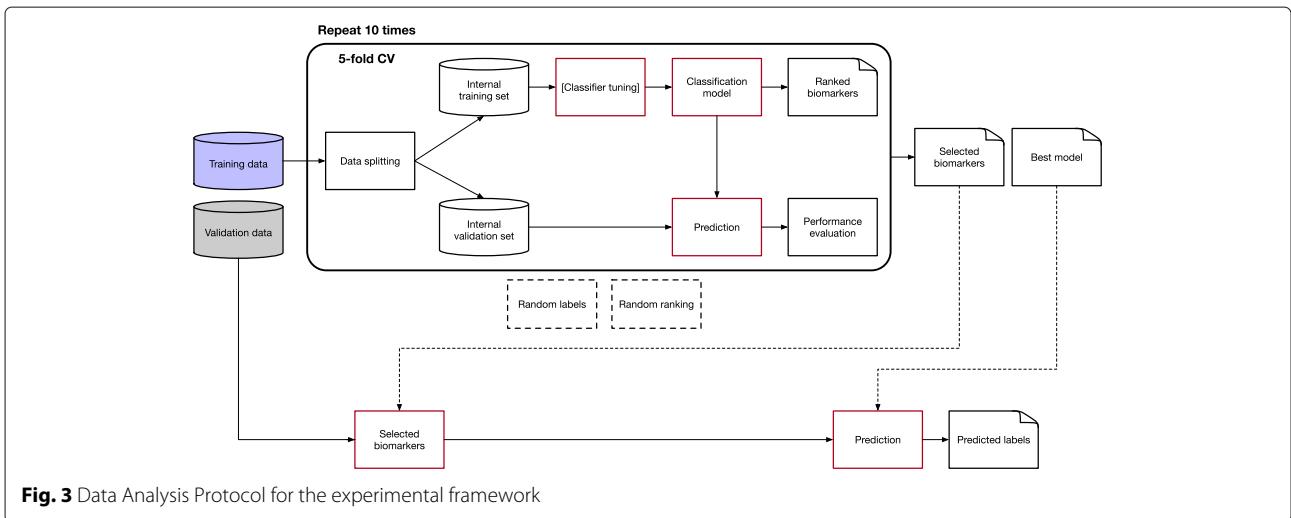 Repeat 10 times
5-fold CV
Internal
training set
[Classifier tuning]
Classification
model
Ranked
biomarkers
Training data
Data splitting
Selected
biomarkers
Best model
Validation data
Internal
validation set
Prediction
Performance
evaluation
Random labels
Random ranking
Selected
biomarkers
Prediction
Predicted labels
Fig. 3 Data Analysis Protocol for the experimental framework